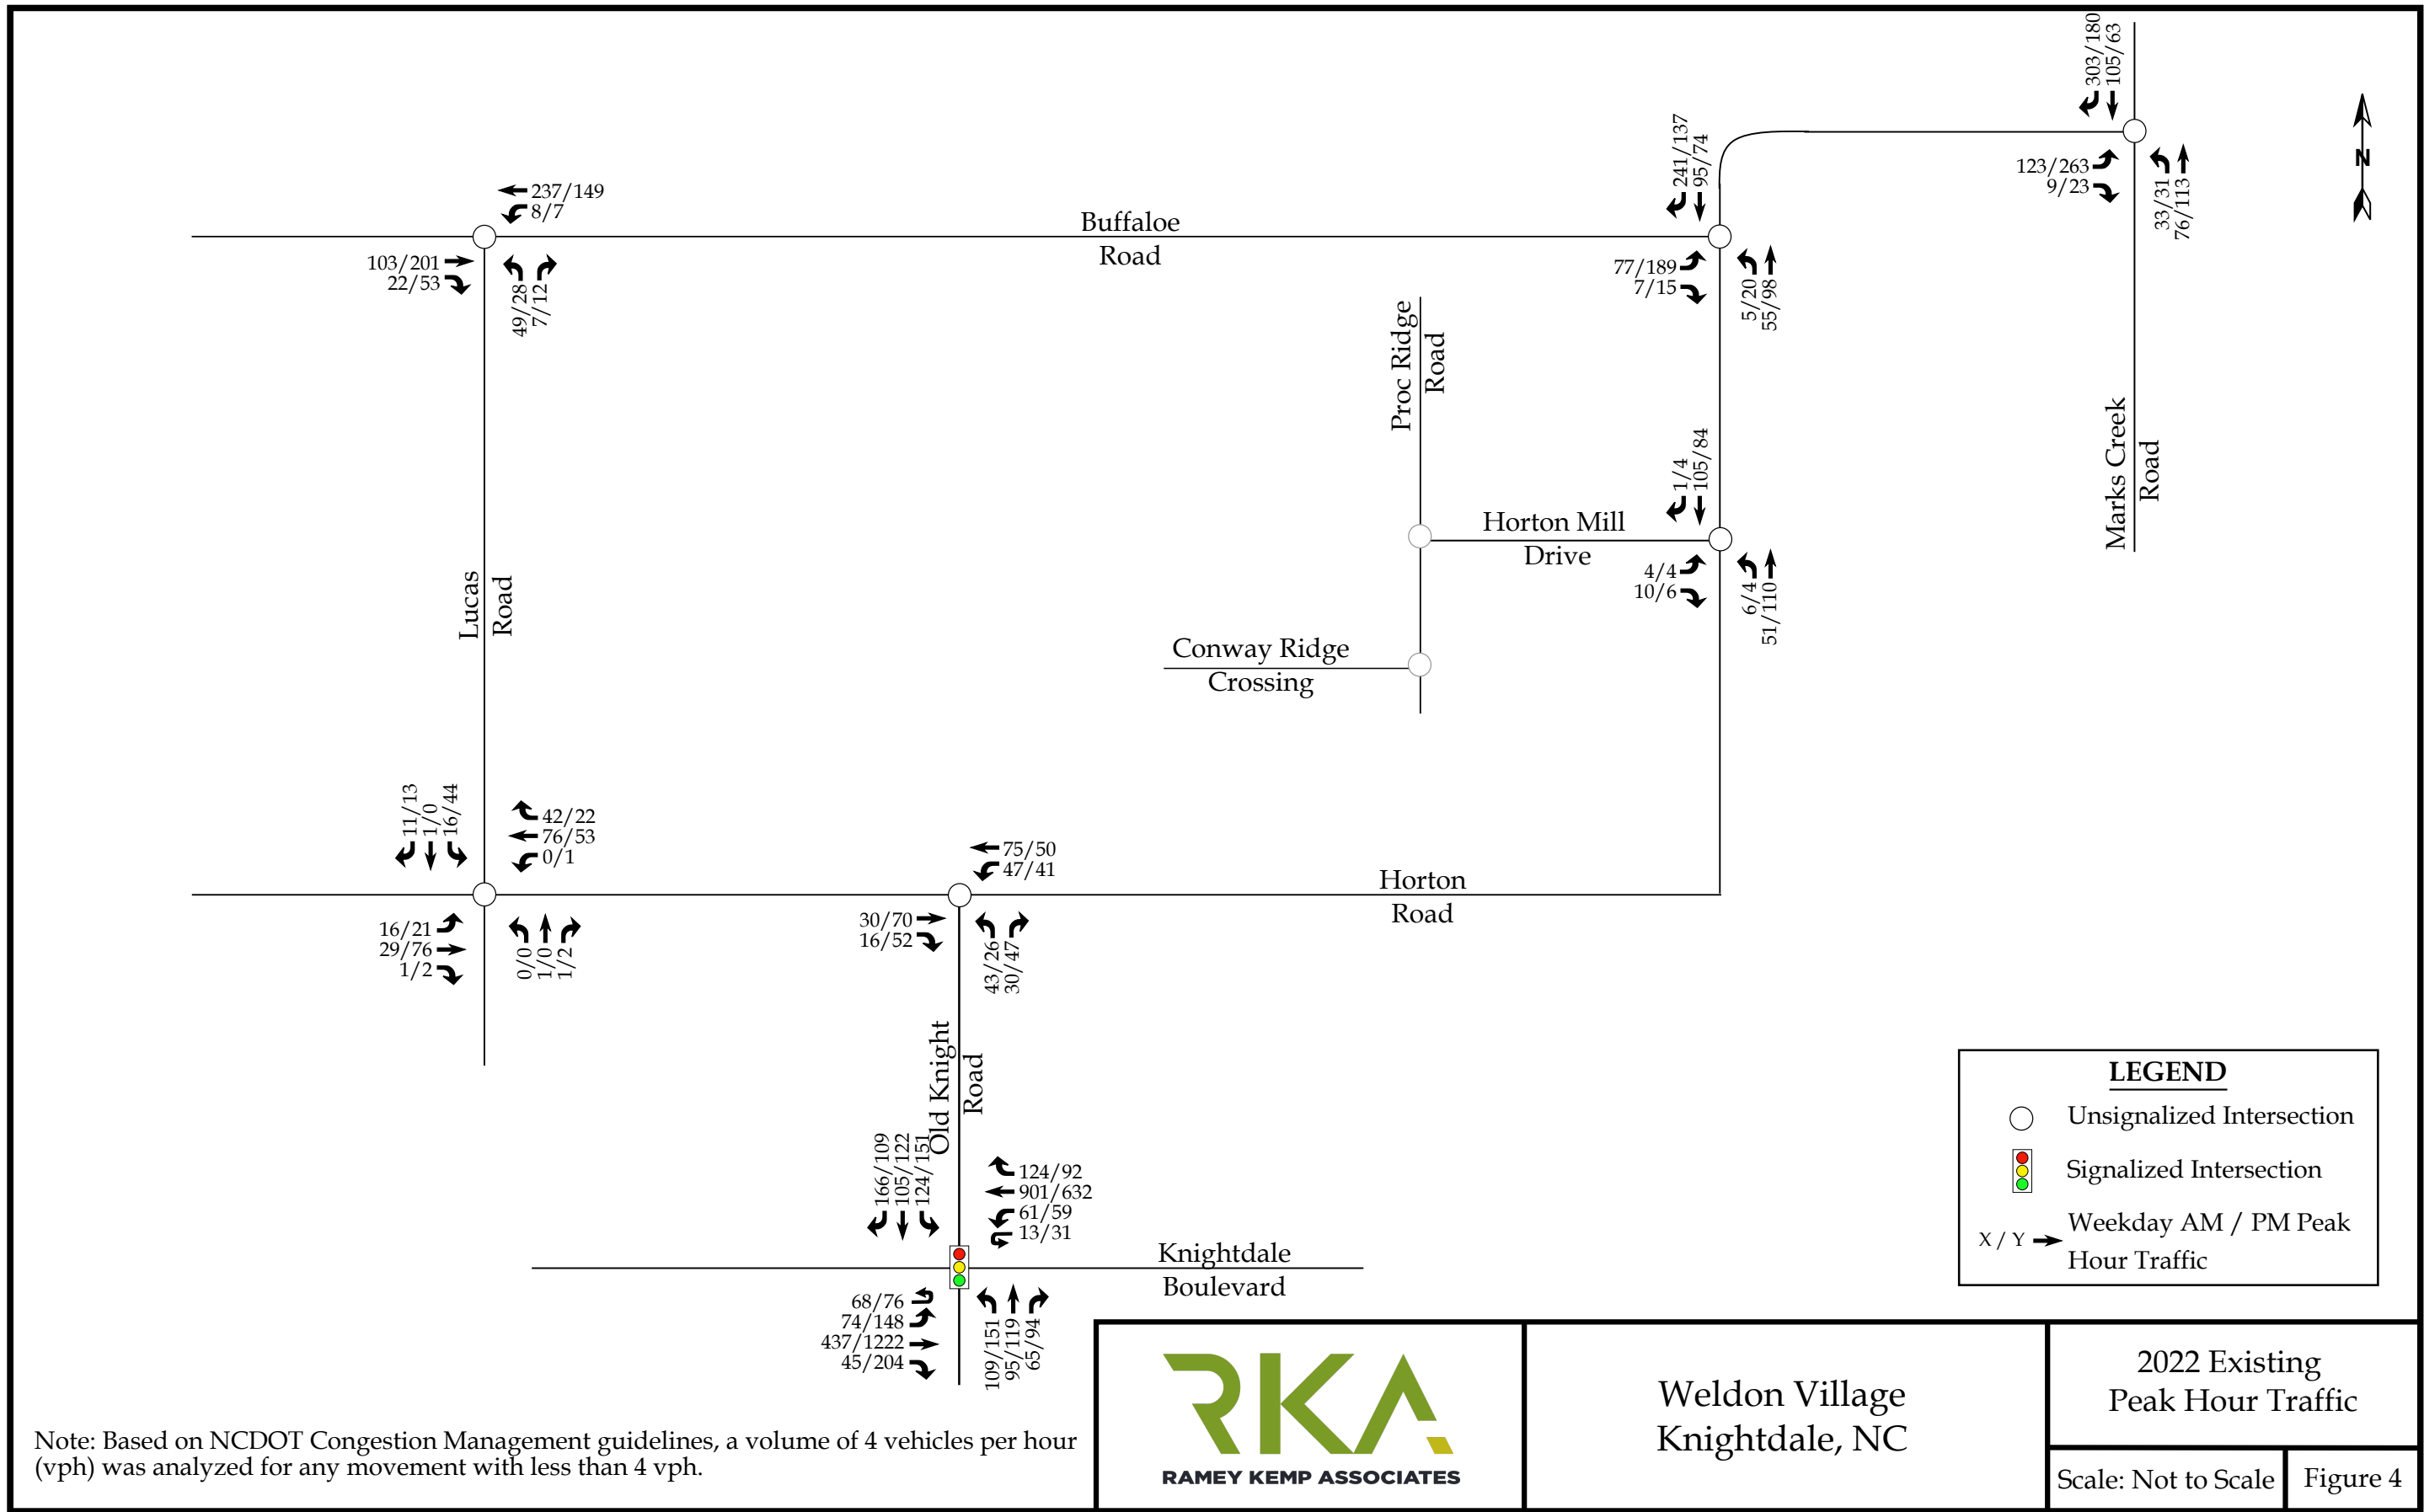 303/180
105/63
123/263
9/23
33/31
76/113
N
241/137
95/74
237/149
8/7
Buffaloe
Road
103/201
22/53
49/28
7/12
77/189
7/15
5/20
55/98
Proc Ridge
Road
Marks Creek
Road
1/4
105/84
Horton Mill
Drive
4/4
10/6
6/4
51/110
Lucas
Road
Conway Ridge
Crossing
11/13
1/0
16/44
42/22
76/53
0/1
75/50
47/41
Horton
Road
16/21
29/76
1/2
0/0
1/0
1/2
30/70
16/52
43/26
30/47
Old Knight
Road
166/109
105/122
124/151
124/92
901/632
61/59
13/31
Knightdale
Boulevard
68/76
74/148
437/1222
45/204
109/151
95/119
65/94
LEGEND
Unsignalized Intersection
Signalized Intersection
X / Y
Weekday AM / PM Peak
Hour Traffic
Note: Based on NCDOT Congestion Management guidelines, a volume of 4 vehicles per hour
(vph) was analyzed for any movement with less than 4 vph.
RKA
RAMEY KEMP ASSOCIATES
Weldon Village
Knightdale, NC
2022 Existing
Peak Hour Traffic
Scale: Not to Scale
Figure 4